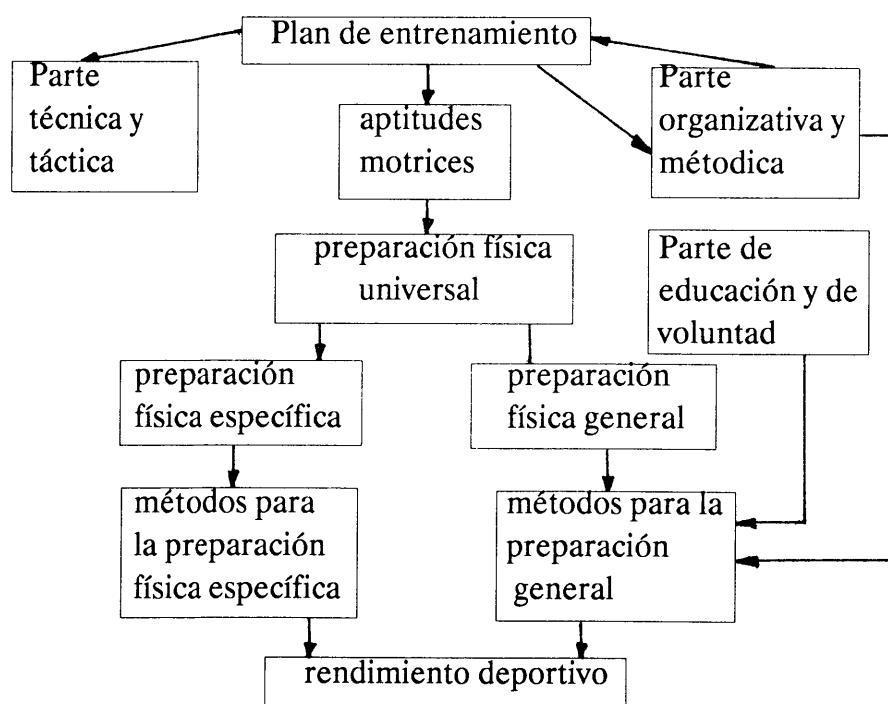 Plan de entrenamiento
Parte
técnica y
táctica
aptitudes
motrices
Parte
organizativa y
métodica
preparación física
universal
Parte de
educación y de
voluntad
preparación
física específica
preparación
física general
métodos para
la preparación
física específica
métodos para la
preparación
general
rendimiento deportivo